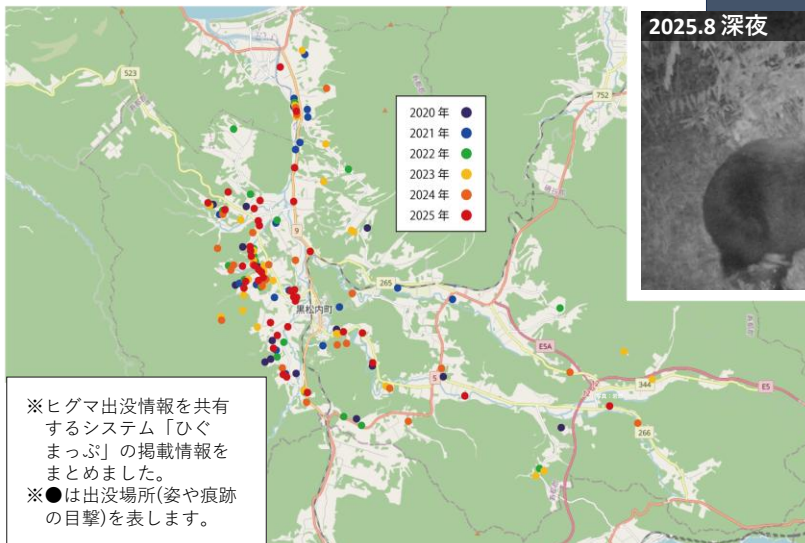 2025.8 深夜
523
752
2020 年
2021 年
2022 年
2023 年
2024 年
2025 年
9
265
黒松内町
E5A
5
344
E5
266
※ヒグマ出没情報を共有
するシステム「ひぐ
まっぷ」の掲載情報を
まとめました。
※●は出没場所(姿や痕跡
の目撃)を表します。